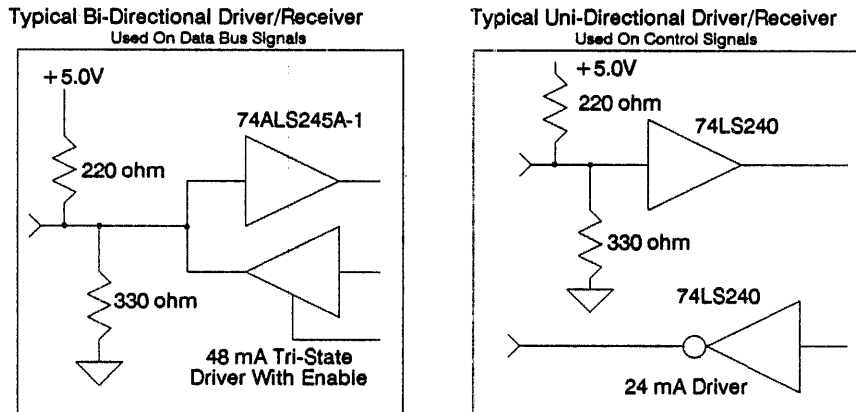 Typical Bi-Directional Driver/Receiver
Used On Data Bus Signals
+5.0V
220 ohm
74ALS245A-1
330 ohm
48 mA Tri-State
Driver With Enable
Typical Uni-Directional Driver/Receiver
Used On Control Signals
+5.0V
220 ohm
74LS240
330 ohm
74LS240
24 mA Driver